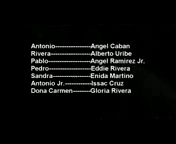 Antonio-----------------Angel Caban
Rivera------------------Alberto Uribe
Pablo-------------------Angel Ramirez Jr.
Pedro-------------------Eddie Rivera
Sandra-----------------Enida Martino
Antonio Jr.------------Issac Cruz
Dona Carmen-------Gloria Rivera